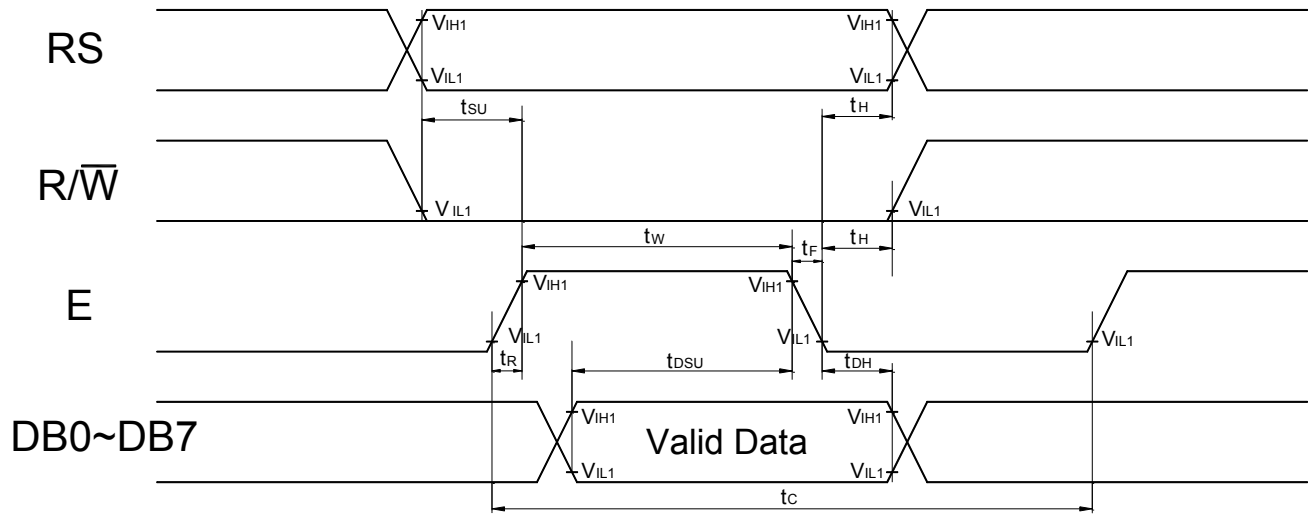 RS
VIH1
VIH1
VIL1
VIL1
tSU
tH
R/W̅
VIL1
VIL1
tW
tF
tH
E
VIH1
VIH1
VIL1
VIL1
VIL1
tR
tDSU
tDH
DB0~DB7
VIH1
VIH1
Valid Data
VIL1
VIL1
tC